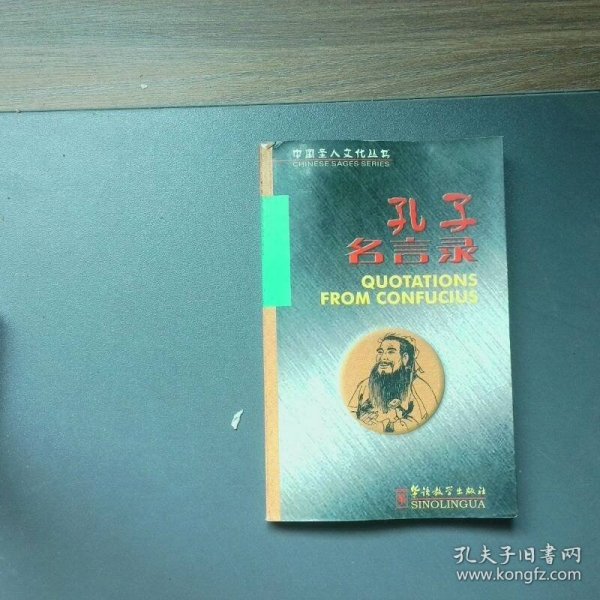 中国圣人文化丛书
CHINESE SAGES SERIES
孔子
名言录
QUOTATIONS
FROM CONFUCIUS
华语教学出版社
SINOLINGUA
孔夫子旧书网
www.kongfz.com